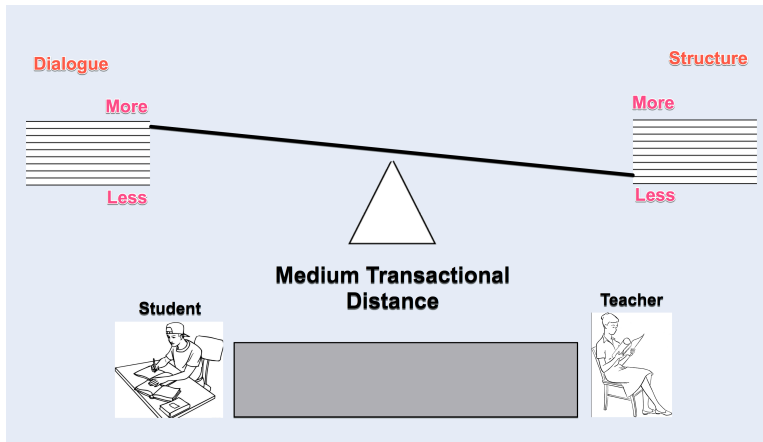 Dialogue
Structure
More
More
Less
Less
Medium Transactional
Distance
Student
Teacher